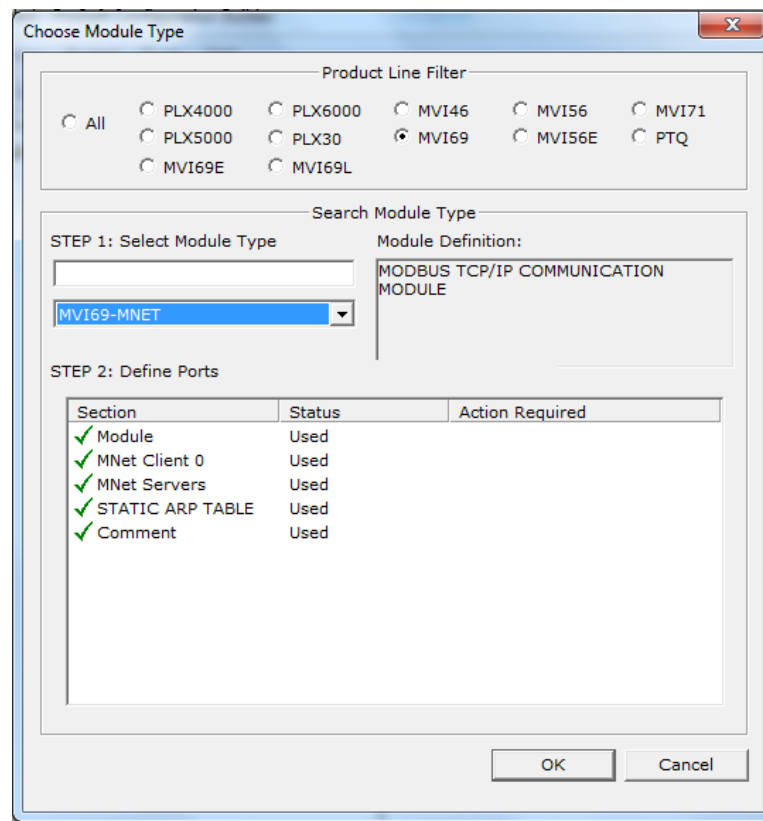 Choose Module Type
Product Line Filter
All
PLX4000 PLX6000 MVI46 MVI56 MVI71
PLX5000 PLX30 MVI69 MVI56E PTQ
MVI69E MVI69L
Search Module Type
STEP 1: Select Module Type Module Definition:
MODBUS TCP/IP COMMUNICATION
MODULE
MVI69-MNET
STEP 2: Define Ports
Section Status Action Required
Module Used
MNet Client 0 Used
MNet Servers Used
STATIC ARP TABLE Used
Comment Used
OK Cancel